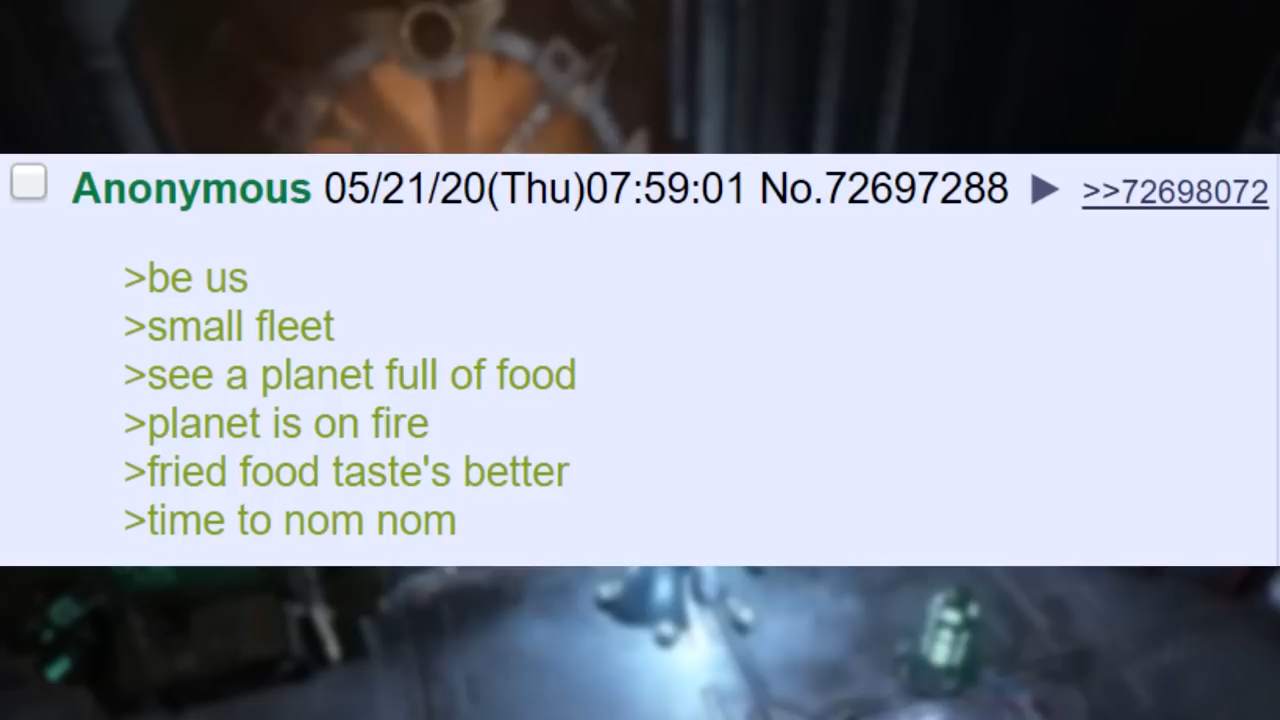 Anonymous 05/21/20(Thu)07:59:01 No.72697288 ▶ >>72698072
>be us
>small fleet
>see a planet full of food
>planet is on fire
>fried food taste's better
>time to nom nom